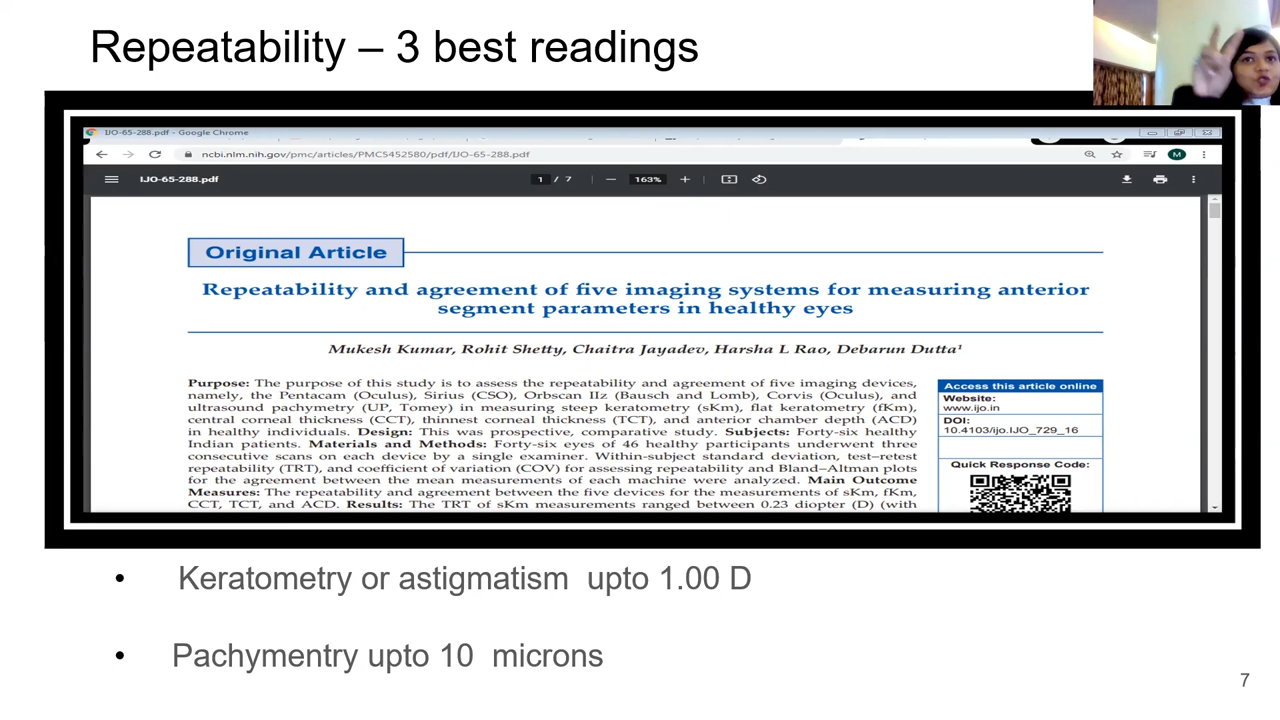 Repeatability – 3 best readings
IJO-65-288.pdf - Google Chrome
ncbi.nlm.nih.gov/pmc/articles/PMC5452580/pdf/IJO-65-288.pdf
M
IJO-65-288.pdf
1 / 7
163%
Original Article
Repeatability and agreement of five imaging systems for measuring anterior
segment parameters in healthy eyes
Mukesh Kumar, Rohit Shetty, Chaitra Jayadev, Harsha L Rao, Debarun Dutta¹
Purpose: The purpose of this study is to assess the repeatability and agreement of five imaging devices,
namely, the Pentacam (Oculus), Sirius (CSO), Orbscan IIz (Bausch and Lomb), Corvis (Oculus), and
ultrasound pachymetry (UP, Tomey) in measuring steep keratometry (sKm), flat keratometry (fKm),
central corneal thickness (CCT), thinnest corneal thickness (TCT), and anterior chamber depth (ACD)
in healthy individuals. Design: This was prospective, comparative study. Subjects: Forty-six healthy
Indian patients. Materials and Methods: Forty-six eyes of 46 healthy participants underwent three
consecutive scans on each device by a single examiner. Within-subject standard deviation, test–retest
repeatability (TRT), and coefficient of variation (COV) for assessing repeatability and Bland–Altman plots
for the agreement between the mean measurements of each machine were analyzed. Main Outcome
Measures: The repeatability and agreement between the five devices for the measurements of sKm, fKm,
CCT, TCT, and ACD. Results: The TRT of sKm measurements ranged between 0.23 diopter (D) (with
Access this article online
Website:
www.ijo.in
DOI:
10.4103/ijo.IJO_729_16
Quick Response Code:
• Keratometry or astigmatism upto 1.00 D
• Pachymentry upto 10 microns
7